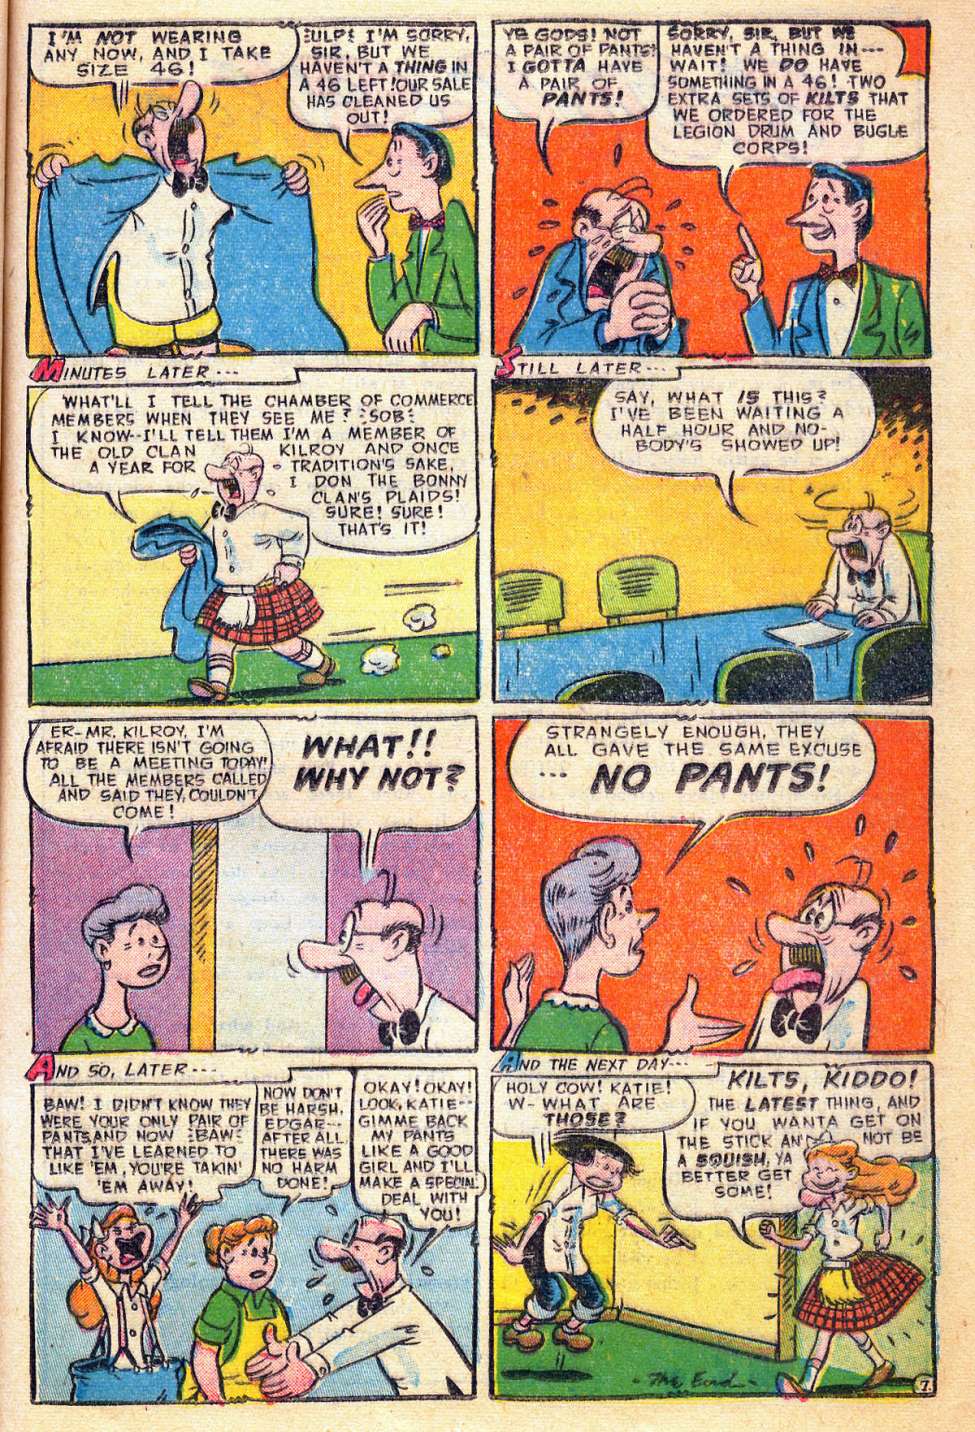 I'M NOT WEARING
ANY NOW, AND I TAKE
SIZE 46!
ULP! I'M SORRY,
SIR, BUT WE
HAVEN'T A THING IN
A 46 LEFT! OUR SALE
HAS CLEANED US
OUT!
YE GODS! NOT
A PAIR OF PANTS!
I GOTTA HAVE
A PAIR OF
PANTS!
SORRY, SIR, BUT WE
HAVEN'T A THING IN---
WAIT! WE DO HAVE
SOMETHING IN A 46! TWO
EXTRA SETS OF KILTS THAT
WE ORDERED FOR THE
LEGION DRUM AND BUGLE
CORPS!
MINUTES LATER---
WHAT'LL I TELL THE CHAMBER OF COMMERCE
MEMBERS WHEN THEY SEE ME? SOB
I KNOW--I'LL TELL THEM I'M A MEMBER OF
THE OLD CLAN KILROY AND ONCE
A YEAR FOR TRADITION'S SAKE,
I DON THE BONNY
CLAN'S PLAIDS!
SURE! SURE!
THAT'S IT!
STILL LATER---
SAY, WHAT IS THIS?
I'VE BEEN WAITING A
HALF HOUR AND NO-
BODY'S SHOWED UP!
ER-MR. KILROY, I'M
AFRAID THERE ISN'T GOING
TO BE A MEETING TODAY!
ALL THE MEMBERS CALLED
AND SAID THEY COULDN'T
COME!
WHAT!!
WHY NOT?
STRANGELY ENOUGH, THEY
ALL GAVE THE SAME EXCUSE
... NO PANTS!
AND SO, LATER---
BAW! I DIDN'T KNOW THEY
WERE YOUR ONLY PAIR OF
PANTS, AND NOW BAW
THAT I'VE LEARNED TO
LIKE 'EM, YOU'RE TAKIN'
'EM AWAY!
NOW DON'T
BE HARSH,
EDGAR--
AFTER ALL,
THERE WAS
NO HARM
DONE!
OKAY! OKAY!
LOOK, KATIE--
GIMME BACK
MY PANTS
LIKE A GOOD
GIRL AND I'LL
MAKE A SPECIAL
DEAL WITH
YOU!
AND THE NEXT DAY---
HOLY COW! KATIE!
W-WHAT ARE
THOSE?
KILTS, KIDDO!
THE LATEST THING, AND
IF YOU WANTA GET ON
THE STICK AN' NOT BE
A SQUISH, YA
BETTER GET
SOME!
- The End -
7.